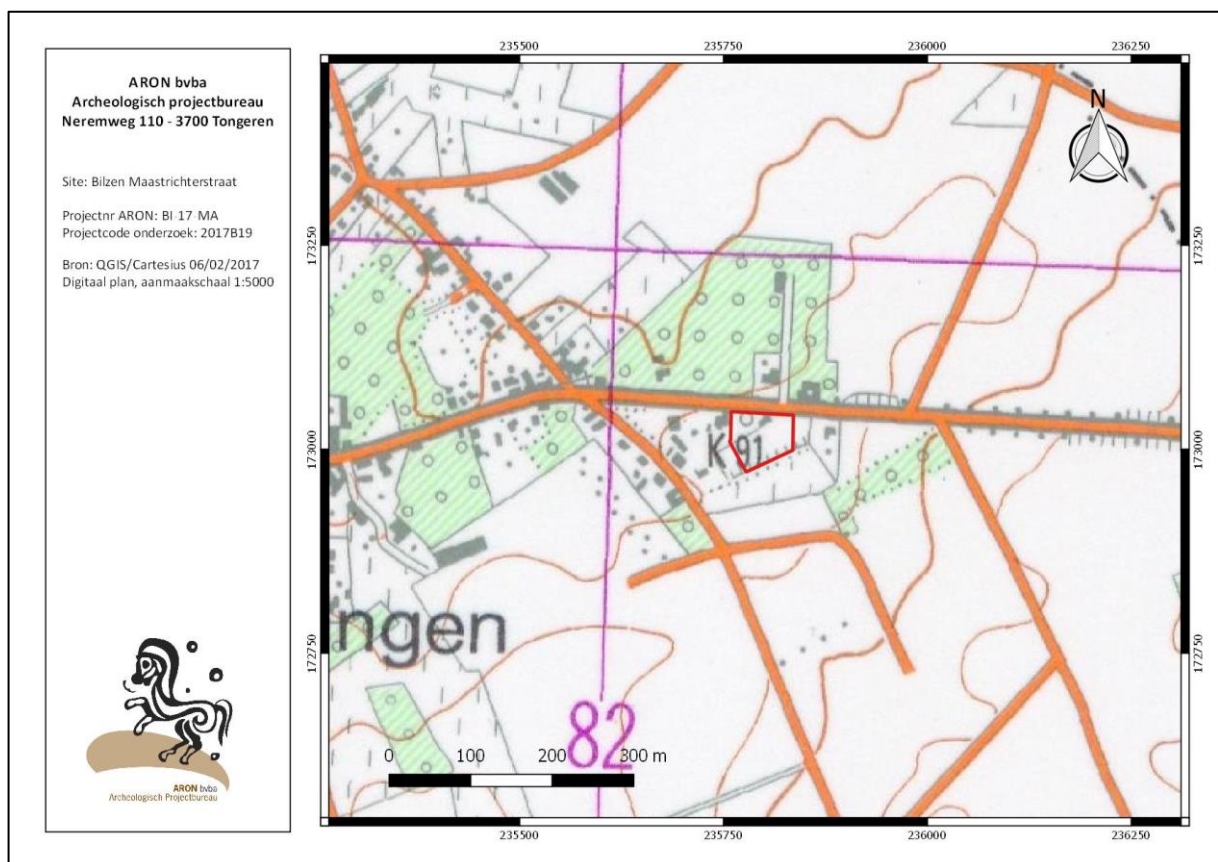 ARON bvba
Archeologisch projectbureau
Neremweg 110 - 3700 Tongeren
Site: Bilzen Maastrichterstraat
Projectnr ARON: BI-17-MA
Projectcode onderzoek: 2017B19
Bron: QGIS/Cartesius 06/02/2017
Digitaal plan, aanmaakschaal 1:5000
ARON bvba
Archeologisch Projectbureau
235500 235750 236000 236250
N
173250 173250
K 91
173000 173000
ngen
172750 172750
82
0 100 200 300 m
235500 235750 236000 236250